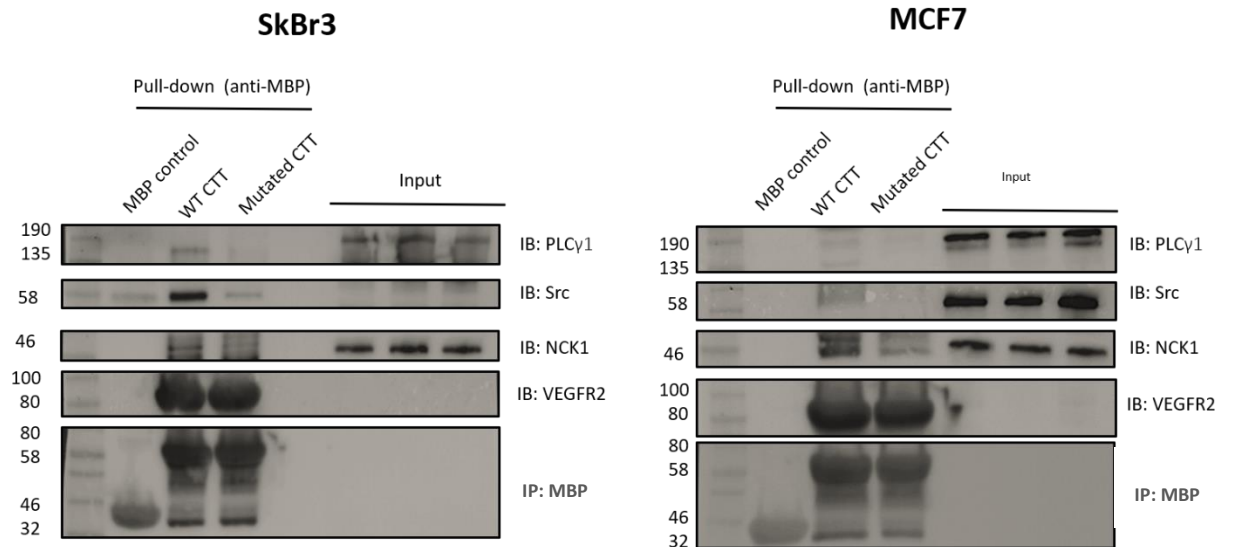 SkBr3
Pull-down (anti-MBP)
MBP control
WT CTT
Mutated CTT
Input
190
135
IB: PLCγ1
58
IB: Src
46
IB: NCK1
100
80
IB: VEGFR2
80
58
46
32
IP: MBP
MCF7
Pull-down (anti-MBP)
MBP control
WT CTT
Mutated CTT
Input
190
135
IB: PLCγ1
58
IB: Src
46
IB: NCK1
100
80
IB: VEGFR2
80
58
46
32
IP: MBP